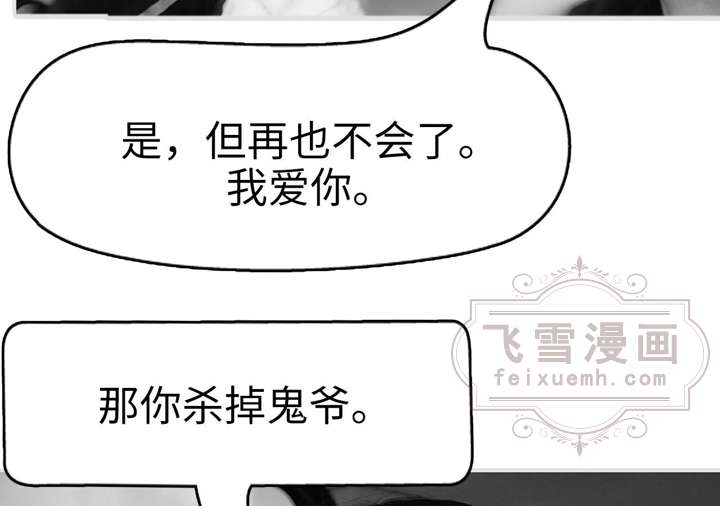 是，但再也不会了。
我爱你。
飞雪漫画
feixuemh.com
那你杀掉鬼爷。